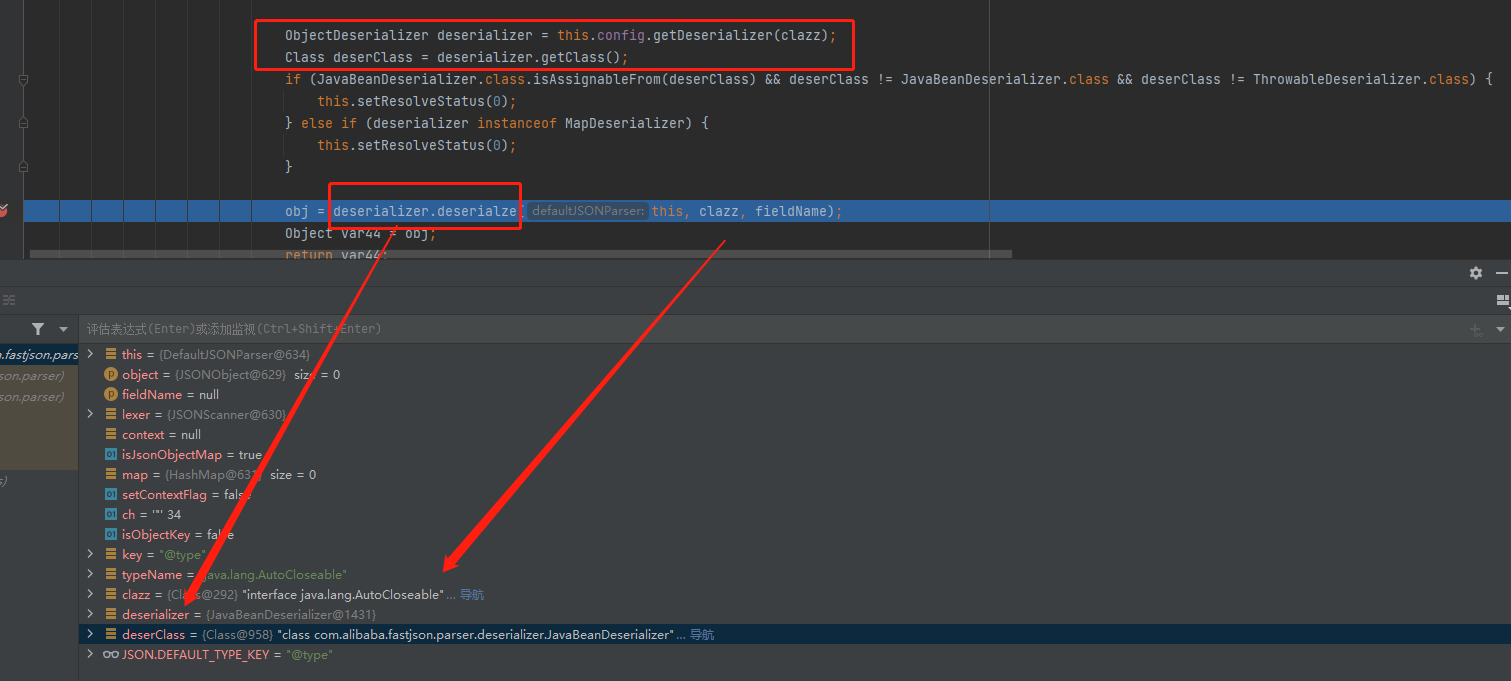 ObjectDeserializer deserializer = this.config.getDeserializer(clazz);
Class deserClass = deserializer.getClass();
if (JavaBeanDeserializer.class.isAssignableFrom(deserClass) && deserClass != JavaBeanDeserializer.class && deserClass != ThrowableDeserializer.class) {
this.setResolveStatus(0);
} else if (deserializer instanceof MapDeserializer) {
this.setResolveStatus(0);
}
obj = deserializer.deserialze( defaultJSONParser: this, clazz, fieldName);
Object var44 = obj;
return var44;
评估表达式(Enter)或添加监视(Ctrl+Shift+Enter)
a.fastjson.pars
son.parser)
son.parser)
s)
this = {DefaultJSONParser@634}
object = {JSONObject@629} size = 0
fieldName = null
lexer = {JSONScanner@630}
context = null
isJsonObjectMap = true
map = {HashMap@631} size = 0
setContextFlag = false
ch = '"' 34
isObjectKey = false
key = "@type"
typeName = "java.lang.AutoCloseable"
clazz = {Class@292} "interface java.lang.AutoCloseable"... 导航
deserializer = {JavaBeanDeserializer@1431}
deserClass = {Class@958} "class com.alibaba.fastjson.parser.deserializer.JavaBeanDeserializer"... 导航
JSON.DEFAULT_TYPE_KEY = "@type"